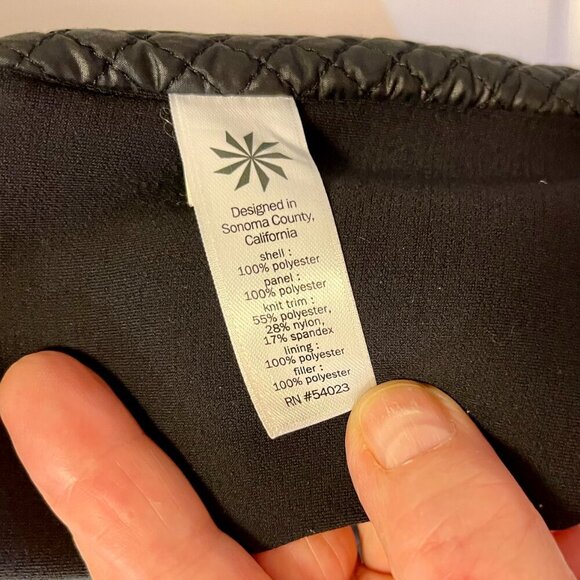 Designed in
Sonoma County,
California
shell :
100% polyester
panel :
100% polyester
knit trim :
55% polyester,
28% nylon,
17% spandex
lining :
100% polyester
filler :
100% polyester
RN #54023